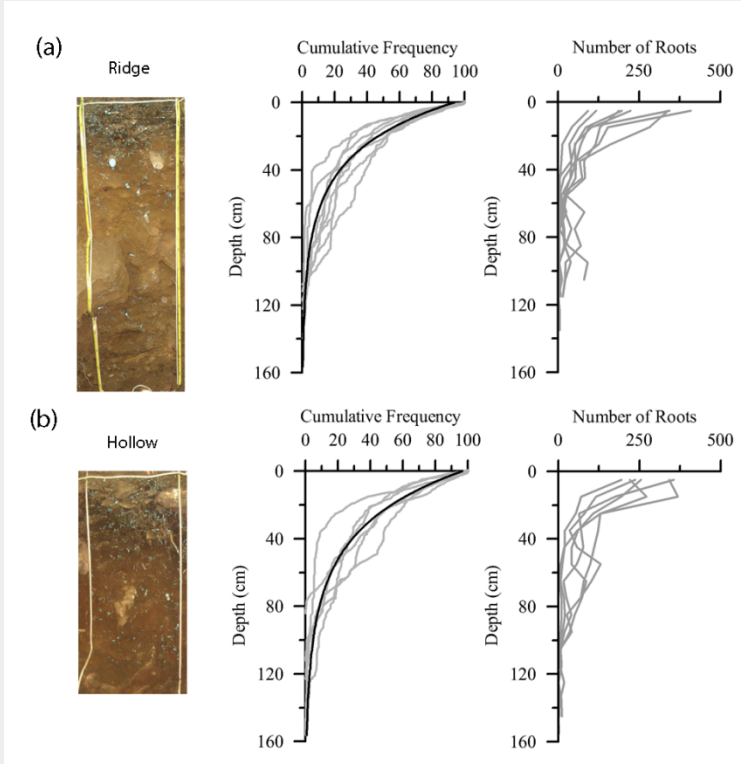 (a)
Ridge
Cumulative Frequency
0 20 40 60 80 100
Depth (cm)
0
40
80
120
160
Number of Roots
0 250 500
Depth (cm)
0
40
80
120
160
(b)
Hollow
Cumulative Frequency
0 20 40 60 80 100
Depth (cm)
0
40
80
120
160
Number of Roots
0 250 500
Depth (cm)
0
40
80
120
160